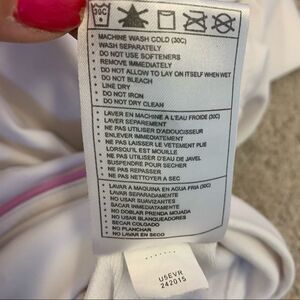 30C
• MACHINE WASH COLD (30C)
• WASH SEPARATELY
DO NOT USE SOFTENERS
REMOVE IMMEDIATELY
• DO NOT ALLOW TO LAY ON ITSELF WHEN WET
• DO NOT BLEACH
• LINE DRY
• DO NOT IRON
• DO NOT DRY CLEAN
• LAVER EN MACHINE A L'EAU FROIDE (30C)
• LAVER SEPAREMENT
• NE PAS UTILISER D'ADOUCISSEUR
• ENLEVER IMMEDIATEMENT
• NE PAS LAISSER LE VETEMENT PLIE
LORSQU'IL EST MOUILLE
• NE PAS UTILISER D'EAU DE JAVEL
• SUSPENDRE POUR SECHER
• NE PAS REPASSER
• NE PAS NETTOYER A SEC
• LAVAR A MAQUINA EN AGUA FRIA (30C)
• LAVAR SEPARADAMENTE
• NO USAR SUAVIZANTES
• SACAR IMMEDIATAMENTE
• NO DOBLAR PRENDA MOJADA
• NO USAR BLANQUEADORES
SECAR COLGADO
• NO PLANCHAR
• NO LAVAR EN SECO
USEVR
242015